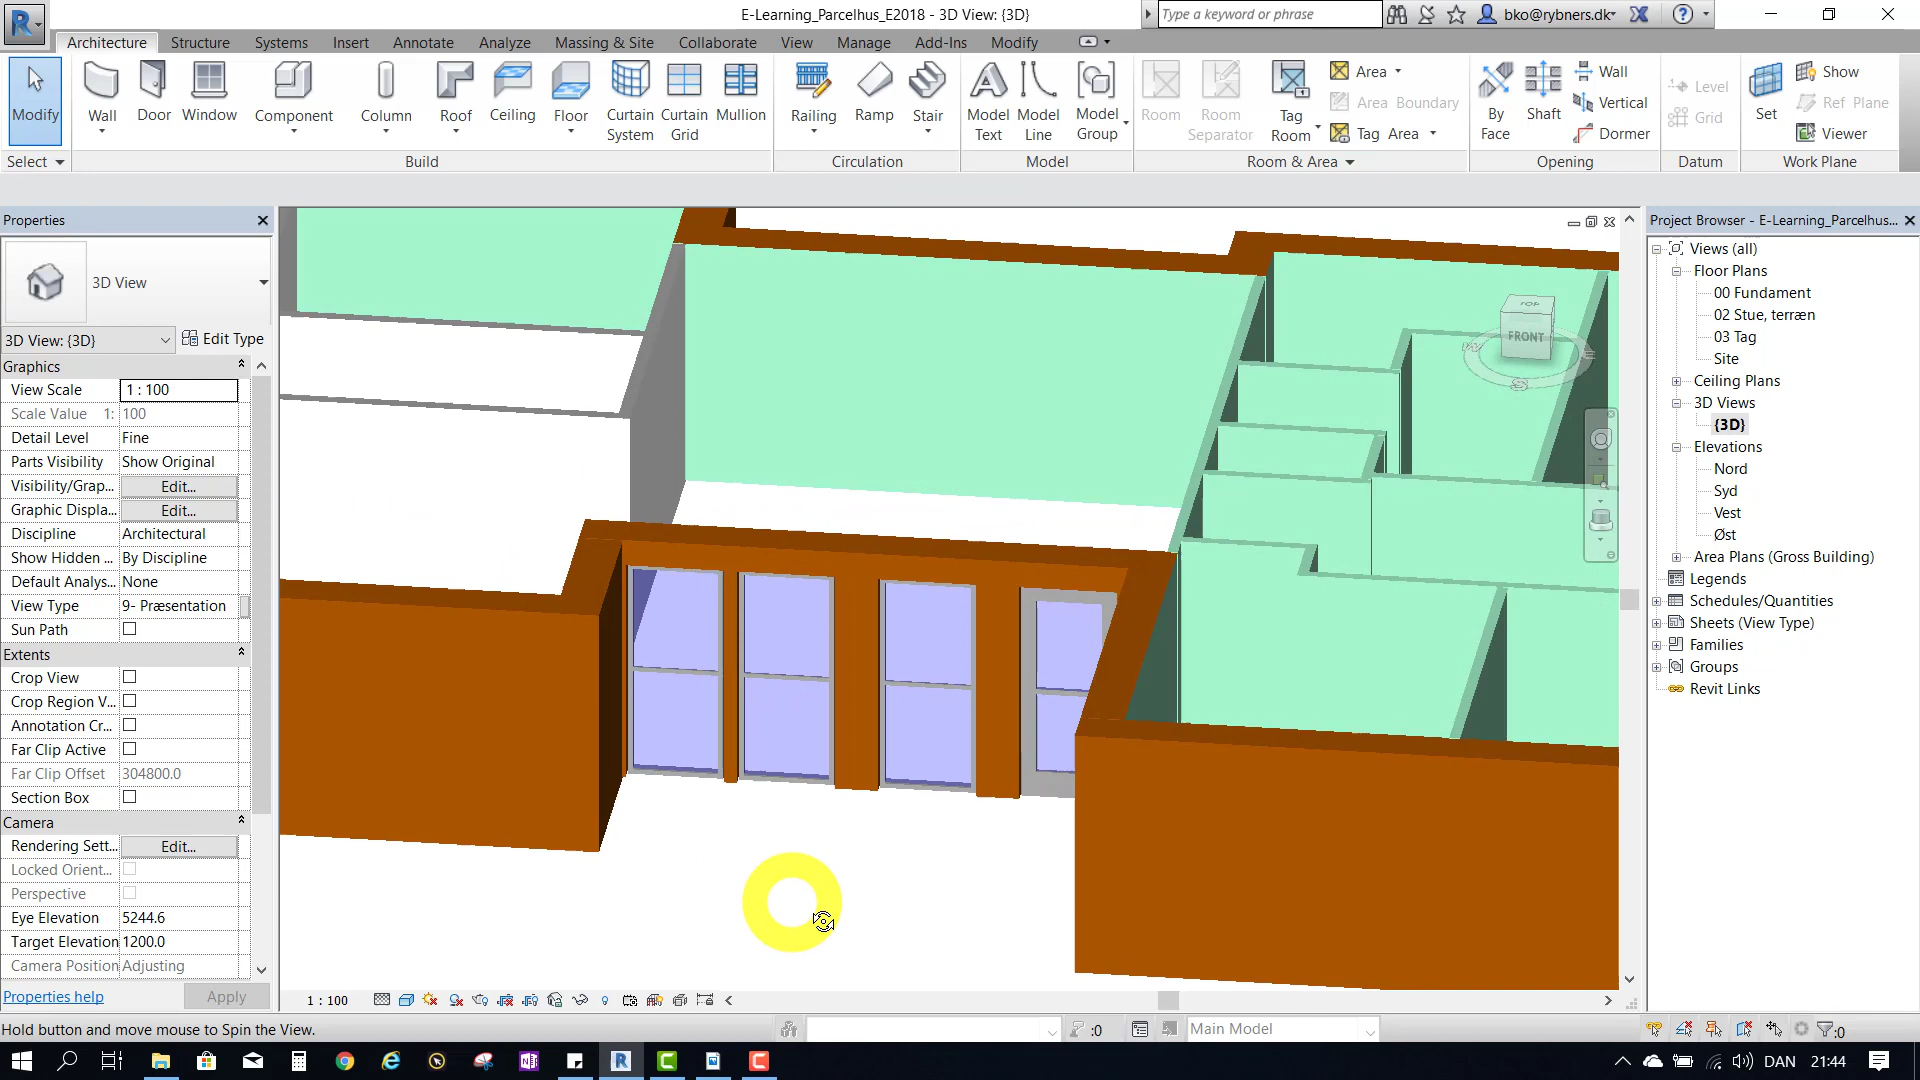 E-Learning_Parcelhus_E2018 - 3D View: {3D}
Type a keyword or phrase
bko@rybners.dk
Architecture Structure Systems Insert Annotate Analyze Massing & Site Collaborate View Manage Add-Ins Modify
Modify Wall Door Window Component Column Roof Ceiling Floor Curtain System Curtain Grid Mullion Railing Ramp Stair Model Text Model Line Model Group Room Room Separator Tag Room
Area
Area Boundary
Tag Area
By Face Shaft
Wall
Vertical
Dormer
Level
Grid
Set
Show
Ref Plane
Viewer
Select Build Circulation Model Room & Area Opening Datum Work Plane
Properties
3D View
3D View: {3D} Edit Type
Graphics
View Scale 1 : 100
Scale Value 1: 100
Detail Level Fine
Parts Visibility Show Original
Visibility/Grap... Edit...
Graphic Displa... Edit...
Discipline Architectural
Show Hidden ... By Discipline
Default Analys... None
View Type 9- Præsentation
Sun Path
Extents
Crop View
Crop Region V...
Annotation Cr...
Far Clip Active
Far Clip Offset 304800.0
Section Box
Camera
Rendering Sett... Edit...
Locked Orient...
Perspective
Eye Elevation 5244.6
Target Elevation 1200.0
Camera Position Adjusting
Properties help Apply
TOP
FRONT
1 : 100
Project Browser - E-Learning_Parcelhus...
Views (all)
Floor Plans
00 Fundament
02 Stue, terræn
03 Tag
Site
Ceiling Plans
3D Views
{3D}
Elevations
Nord
Syd
Vest
Øst
Area Plans (Gross Building)
Legends
Schedules/Quantities
Sheets (View Type)
Families
Groups
Revit Links
Hold button and move mouse to Spin the View.
:0
Main Model
:0
DAN 21:44